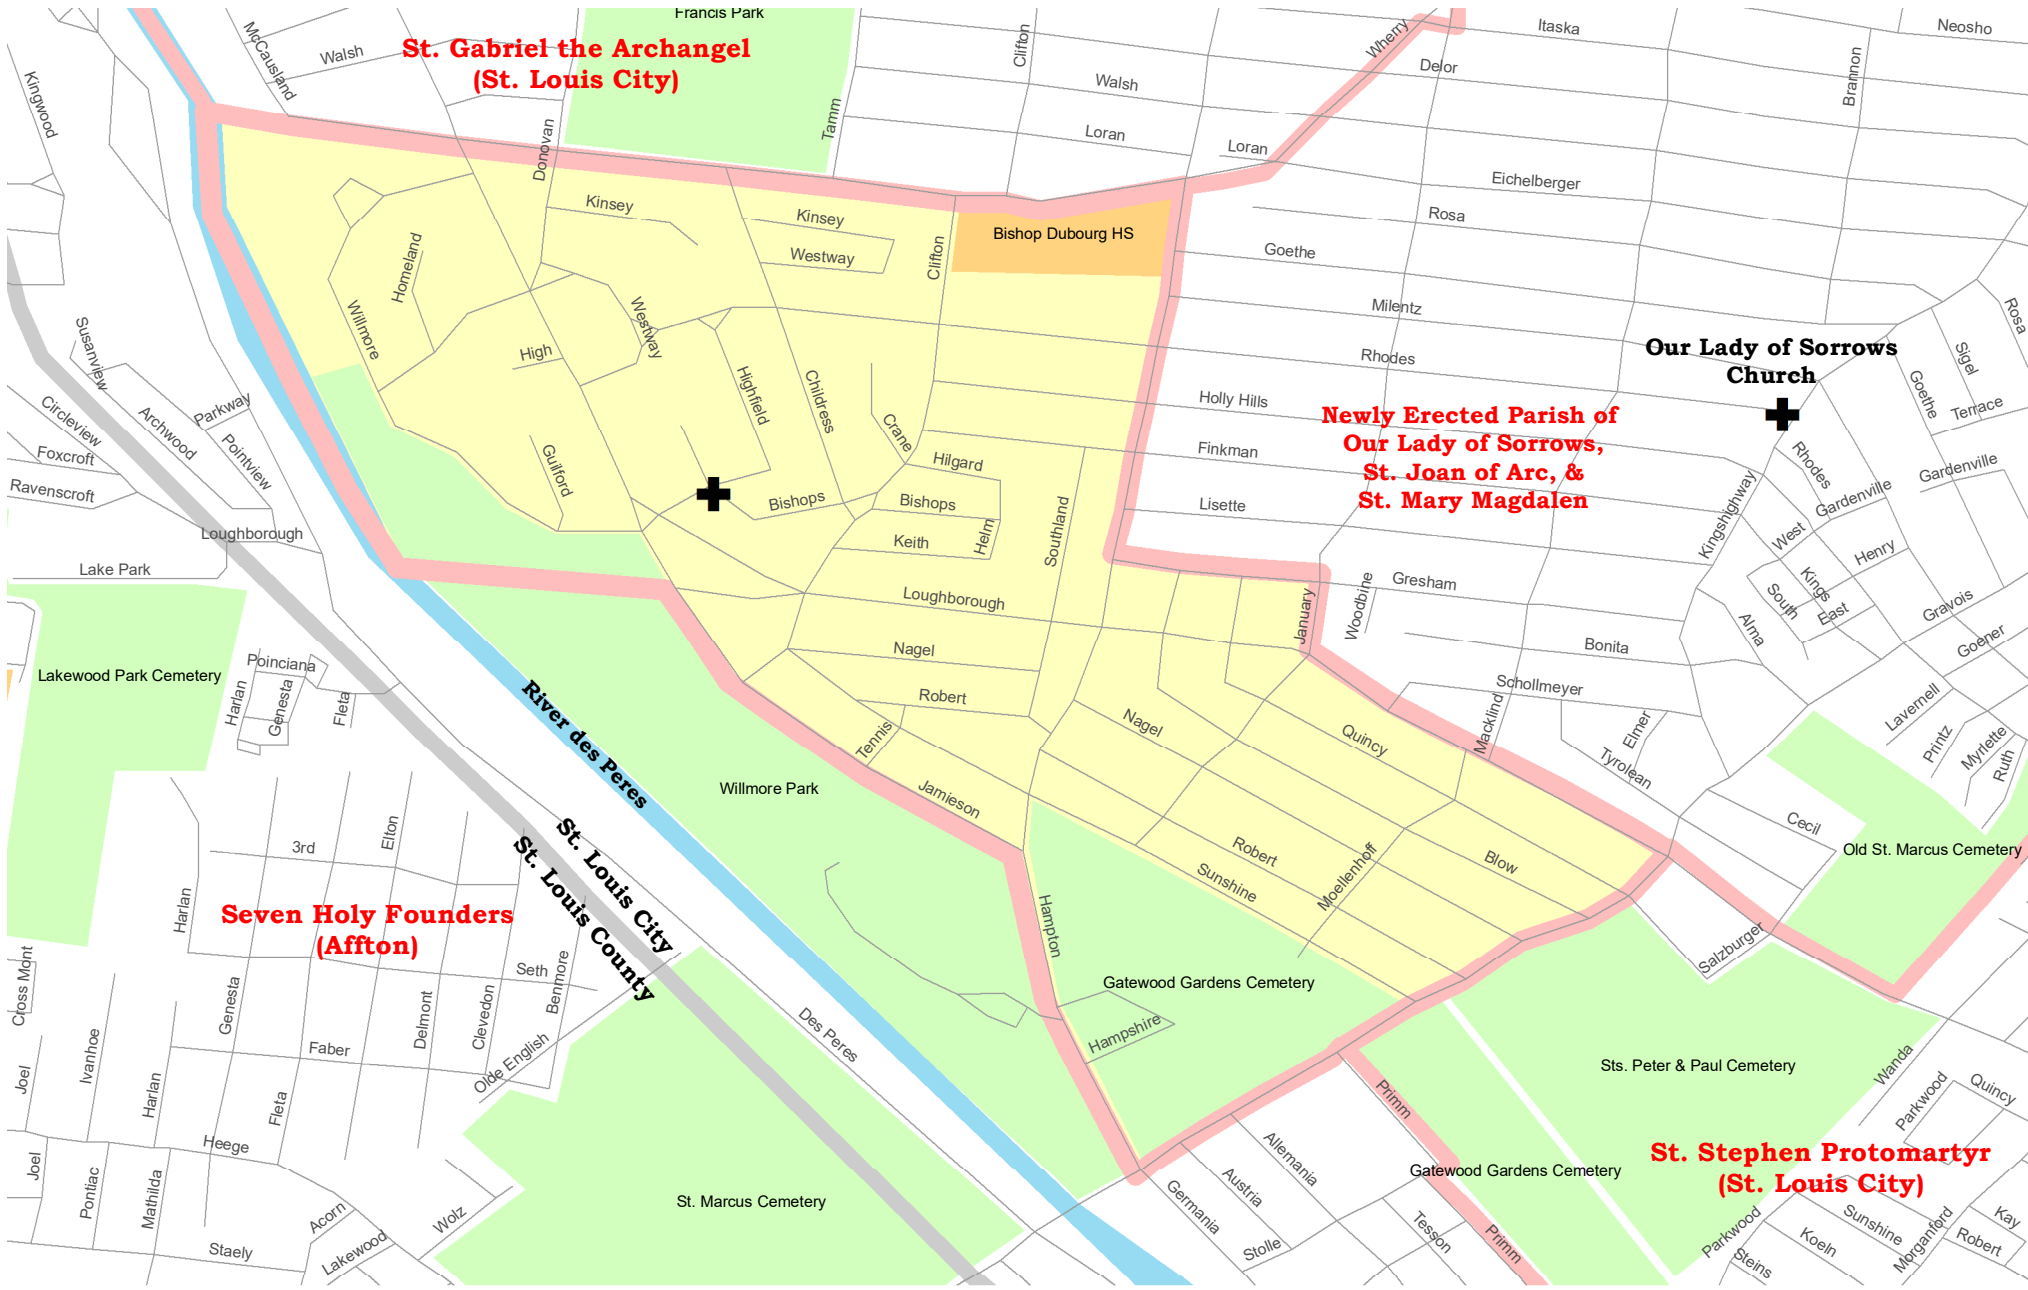 Francis Park
St. Gabriel the Archangel
(St. Louis City)
McCausland
Walsh
Kingwood
Donovan
Tamm
Clifton
Walsh
Loran
Loran
Wherry
Itaska
Neosho
Delor
Brannon
Eichelberger
Rosa
Goethe
Milentz
Rhodes
Holly Hills
Finkman
Lisette
Kinsey
Kinsey
Westway
Clifton
Bishop Dubourg HS
Homeland
Willmore
Westway
High
Highfield
Childress
Crane
Guilford
Hilgard
Bishops
Bishops
Keith
Helm
Southland
Our Lady of Sorrows
Church
Newly Erected Parish of
Our Lady of Sorrows,
St. Joan of Arc, &
St. Mary Magdalen
Rosa
Sigel
Goethe
Terrace
Rhodes
Gardenville
Gardenville
Kingshighway
West
Henry
Kings
South
East
Gravois
Goener
Alma
Susanview
Circleview
Archwood
Parkway
Pointview
Foxcroft
Ravenscroft
Loughborough
Lake Park
Lakewood Park Cemetery
Poinciana
Harlan
Genesta
Fleta
Loughborough
Nagel
Robert
Tennis
Jamieson
Nagel
January
Woodbine
Gresham
Bonita
Schollmeyer
Quincy
Macklind
Elmer
Tyrolean
Lavernell
Printz
Myrlette
Ruth
Cecil
Old St. Marcus Cemetery
River des Peres
Willmore Park
St. Louis City
St. Louis County
3rd
Elton
Harlan
Seven Holy Founders
(Affton)
Robert
Sunshine
Moellenhoff
Blow
Hampton
Gatewood Gardens Cemetery
Hampshire
Salzburger
Cross Mont
Genesta
Delmont
Clevedon
Seth
Benmore
Olde English
Des Peres
Joel
Ivanhoe
Harlan
Faber
Fleta
Heege
Joel
Pontiac
Mathilda
Staely
Acorn
Lakewood
Wolz
St. Marcus Cemetery
Germania
Austria
Allemania
Stolle
Tesson
Primm
Primm
Gatewood Gardens Cemetery
Sts. Peter & Paul Cemetery
Wanda
Parkwood
Quincy
St. Stephen Protomartyr
(St. Louis City)
Parkwood
Steins
Koeln
Sunshine
Morganford
Kay
Robert